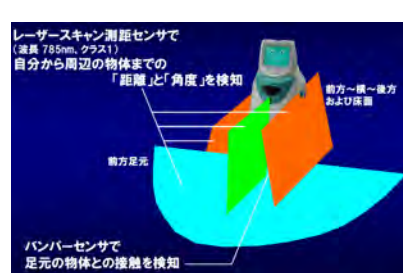 レーザースキャン測距センサで
（波長 785nm、クラス1）
自分から周辺の物体までの
「距離」と「角度」を検知
前方～横～後方
および床面
前方足元
バンパーセンサで
足元の物体との接触を検知